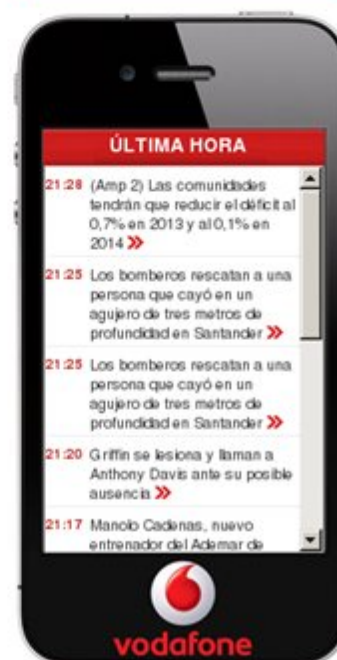 ÚLTIMA HORA
21:28 (Amp 2) Las comunidades
tendrán que reducir el déficit al
0,7% en 2013 y al 0,1% en
2014
21:25 Los bomberos rescatan a una
persona que cayó en un
agujero de tres metros de
profundidad en Santander
21:25 Los bomberos rescatan a una
persona que cayó en un
agujero de tres metros de
profundidad en Santander
21:20 Griffin se lesiona y llaman a
Anthony Davis ante su posible
ausencia
21:17 Manolo Cadenas, nuevo
entrenador del Ademar de
vodafone